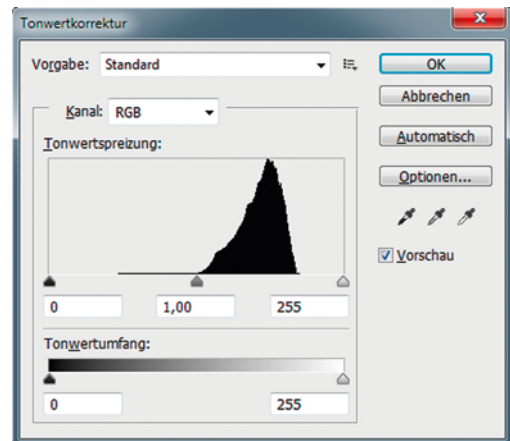 Tonwertkorrektur
Vorgabe: Standard
OK
Abbrechen
Kanal: RGB
Automatisch
Tonwertspreizung:
Optionen...
Vorschau
0 1,00 255
Tonwertumfang:
0 255